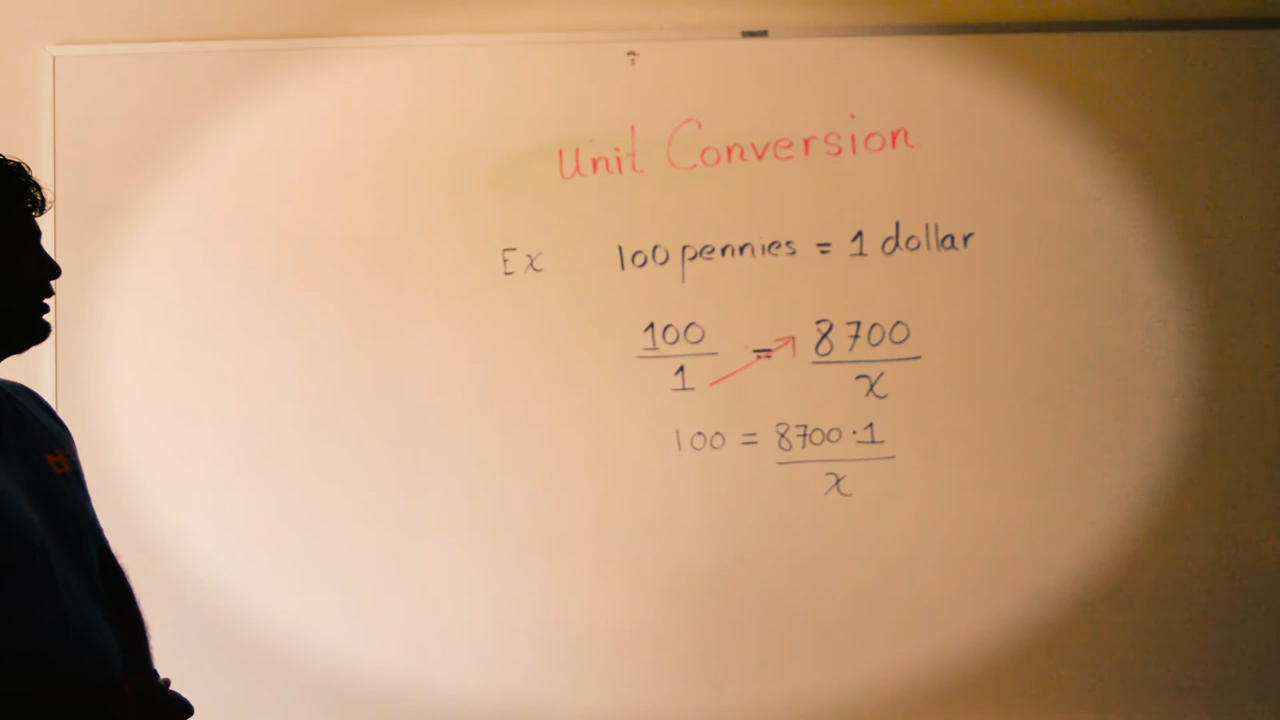 Unit Conversion
Ex 100 pennies = 1 dollar
100/1 = 8700/x
100 = 8700·1/x